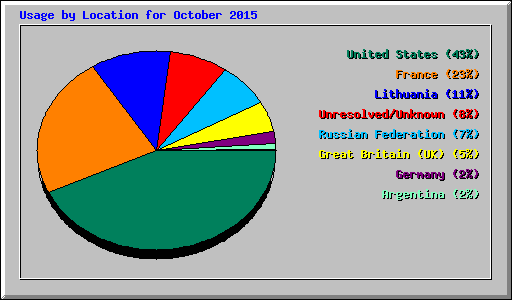 Usage by Location for October 2015
United States (43%)
France (23%)
Lithuania (11%)
Unresolved/Unknown (8%)
Russian Federation (7%)
Great Britain (UK) (5%)
Germany (2%)
Argentina (2%)